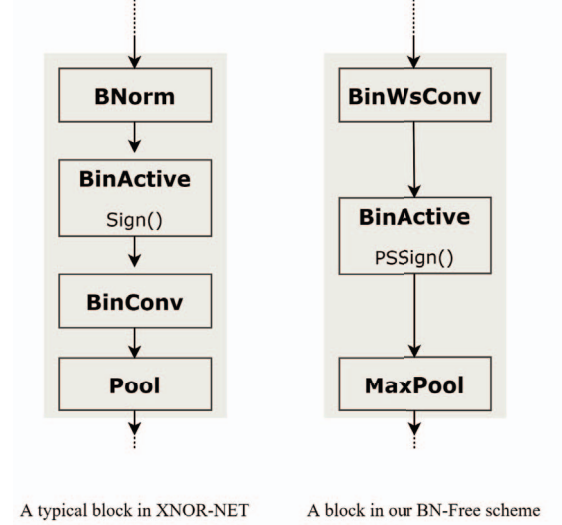 BNorm
BinActive
Sign()
BinConv
Pool
A typical block in XNOR-NET
BinWsConv
BinActive
PSSign()
MaxPool
A block in our BN-Free scheme